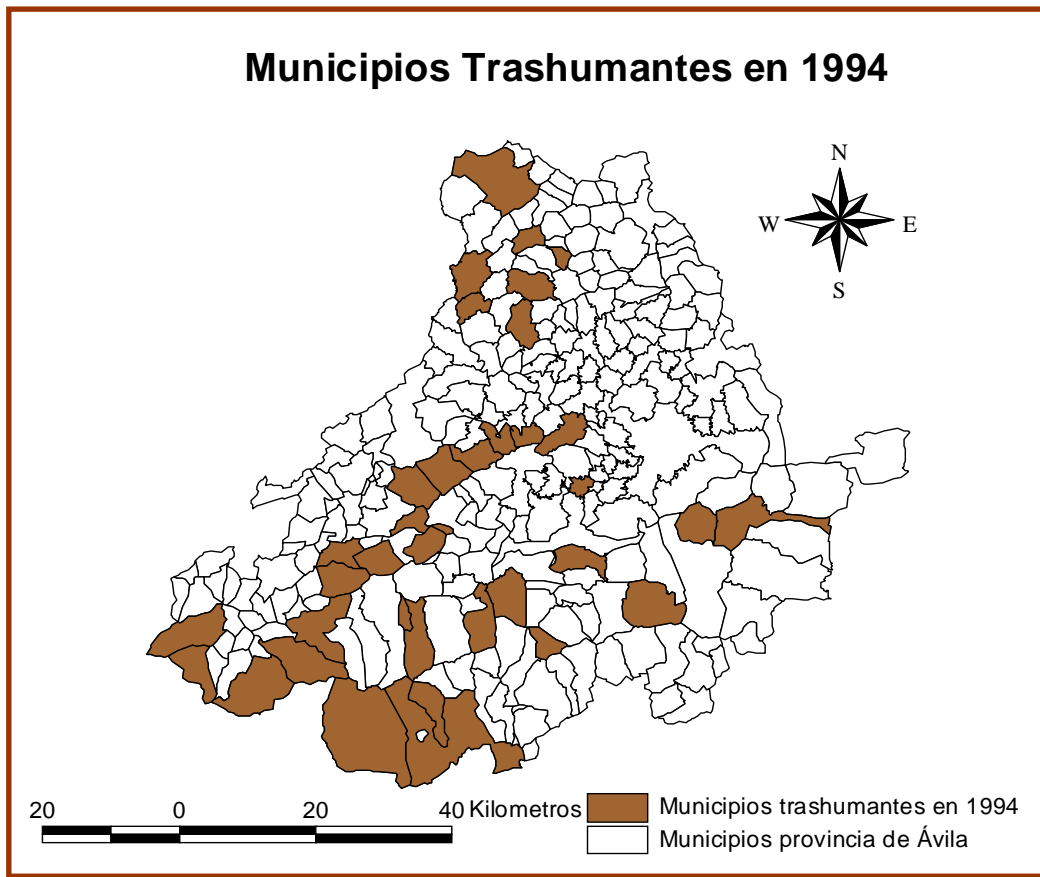 Municipios Trashumantes en 1994
N
W E
S
20 0 20 40 Kilometros
Municipios trashumantes en 1994
Municipios provincia de Ávila